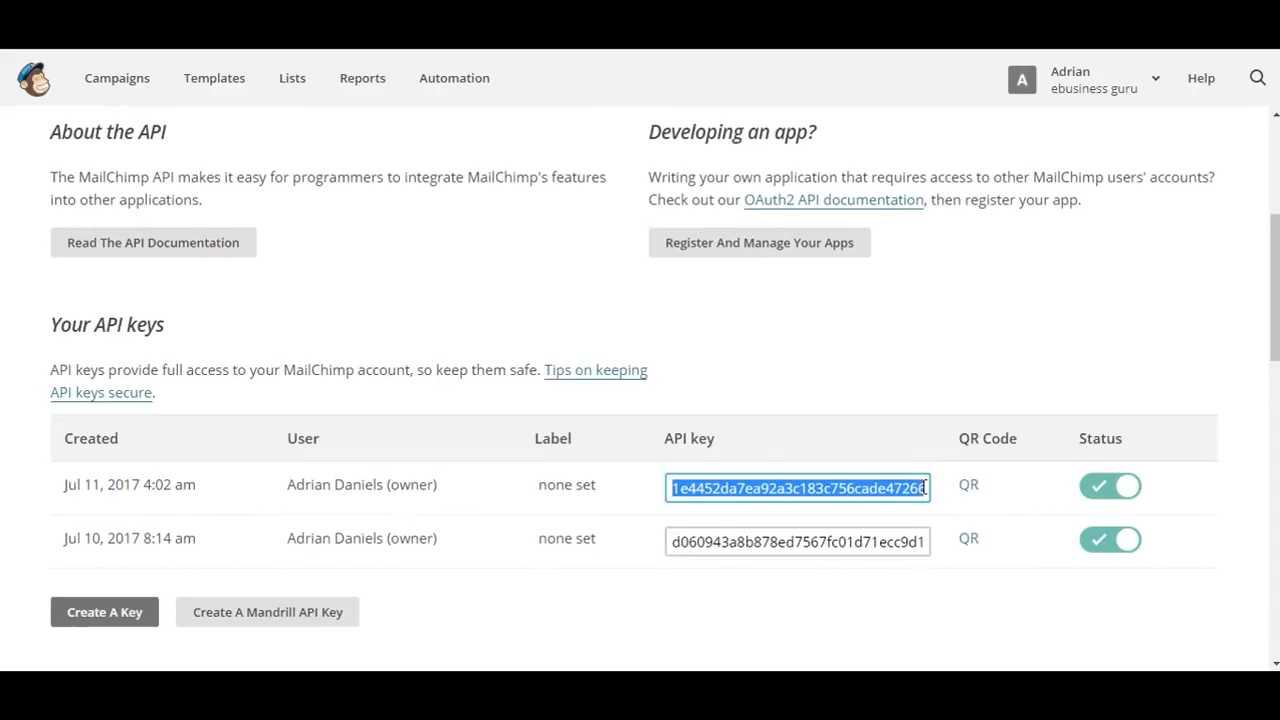 Campaigns Templates Lists Reports Automation A Adrian Help
ebusiness guru
About the API
The MailChimp API makes it easy for programmers to integrate MailChimp's features
into other applications.
Read The API Documentation
Developing an app?
Writing your own application that requires access to other MailChimp users' accounts?
Check out our OAuth2 API documentation, then register your app.
Register And Manage Your Apps
Your API keys
API keys provide full access to your MailChimp account, so keep them safe. Tips on keeping
API keys secure.
Created User Label API key QR Code Status
Jul 11, 2017 4:02 am Adrian Daniels (owner) none set 1e4452da7ea92a3c183c756cade47266 QR
Jul 10, 2017 8:14 am Adrian Daniels (owner) none set d060943a8b878ed7567fc01d71ecc9d1 QR
Create A Key Create A Mandrill API Key